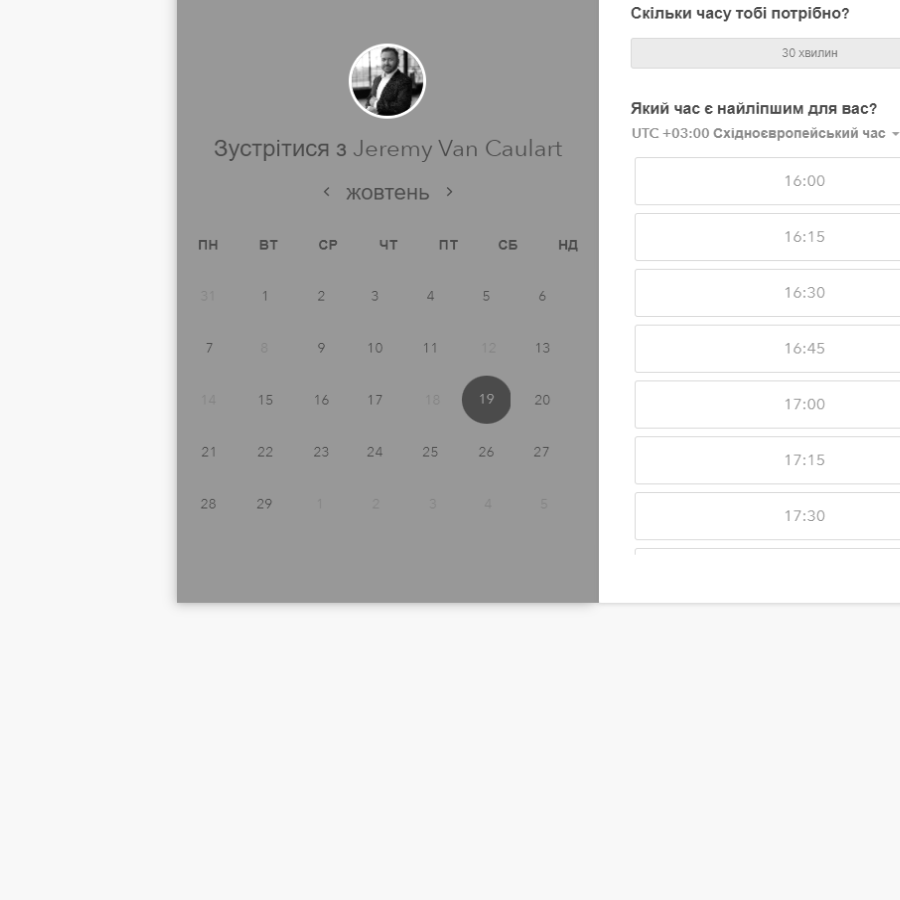 Зустрітися з Jeremy Van Caulart
жовтень
ПН ВТ СР ЧТ ПТ СБ НД
31 1 2 3 4 5 6
7 8 9 10 11 12 13
14 15 16 17 18 19 20
21 22 23 24 25 26 27
28 29 1 2 3 4 5
Скільки часу тобі потрібно?
30 хвилин
Який час є найліпшим для вас?
UTC +03:00 Східноєвропейський час
16:00
16:15
16:30
16:45
17:00
17:15
17:30